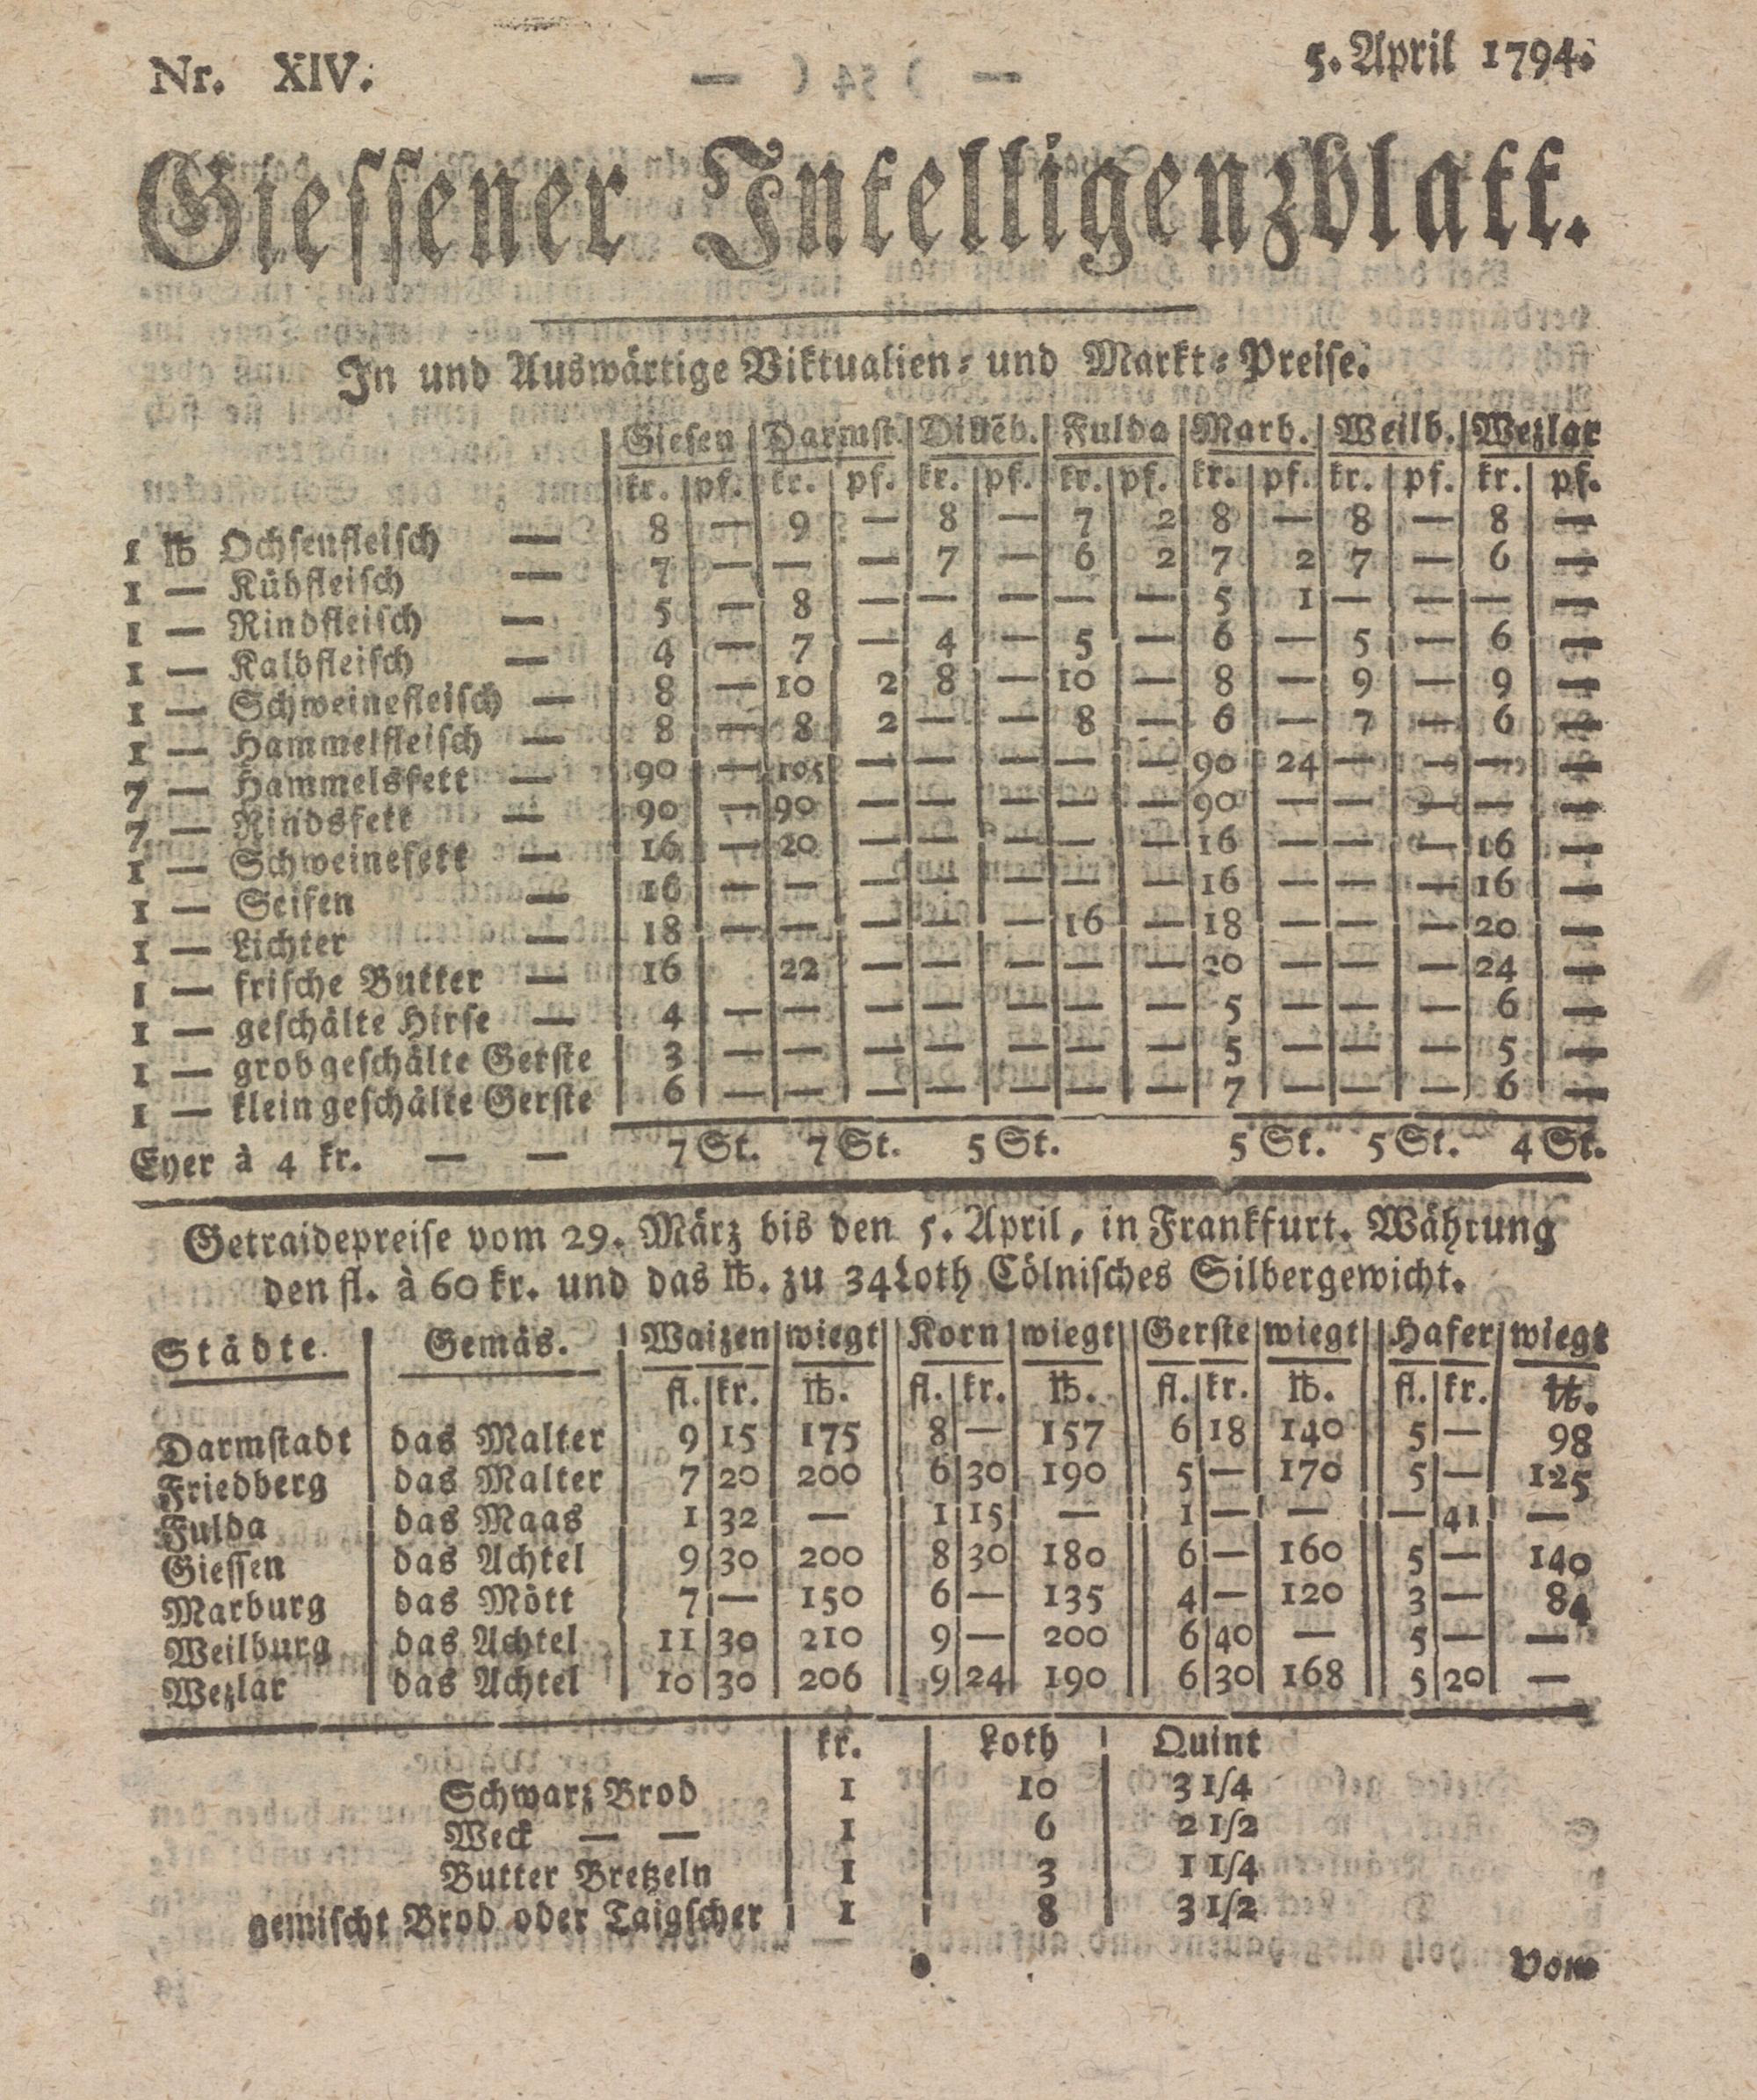 Nr. XIV.
5. April 1794.
Giessener Intelligenzblatt.
In und Auswärtige Viktualien- und Markt-Preise.
Giesen | Darmst. | Dillēb. | Fulda | Marb. | Weilb. | Wezlar
kr. | pf. | kr. | pf. | kr. | pf. | kr. | pf. | kr. | pf. | kr. | pf. | kr. | pf.
1 ℔ Ochsenfleisch — 8 — 9 — 8 — 7 2 8 — 8 — 8 —
1 — Kühfleisch — 7 — — — 7 — 6 2 7 2 7 — 6 —
1 — Rindfleisch — 5 — 8 — — — — — 5 1 — — — —
1 — Kalbfleisch — 4 — 7 — 4 — 5 — 6 — 5 — 6 —
1 — Schweinefleisch — 8 — 10 2 8 — 10 — 8 — 9 — 9 —
1 — Hammelfleisch — 8 — 8 2 — — 8 — 6 — 7 — 6 —
7 — Hammelsfett — 90 — 105 — — — — — 90 24 — — — —
7 — Rindsfett — 90 — 90 — — — — — 90 — — — — —
1 — Schweinefett — 16 — 20 — — — — — 16 — — — 16 —
1 — Seifen — 16 — — — — — — — 16 — — — 16 —
1 — Lichter — 18 — — — — — 16 — 18 — — — 20 —
1 — frische Butter — 16 22 — — — — — 20 — — — 24 —
1 — geschälte Hirse — 4 — — — — — — — 5 — — — 6 —
1 — grob geschälte Gerste 3 — — — — — — — 5 — — — 5 —
1 — klein geschälte Gerste 6 — — — — — — — 7 — — — 6 —
Eyer à 4 kr. — — 7 St. 7 St. 5 St. 5 St. 5 St. 4 St.
Getraidepreise vom 29. März bis den 5. April, in Frankfurt. Währung
den fl. à 60 kr. und das ℔. zu 34 Loth Cölnisches Silbergewicht.
Städte. | Gemäs. | Waizen | wiegt | Korn | wiegt | Gerste | wiegt | Hafer | wiegt
fl. | kr. | ℔. | fl. | kr. | ℔. | fl. | kr. | ℔. | fl. | kr. | ℔.
Darmstadt | das Malter 9 | 15 175 8 | — 157 6 | 18 140 5 | — 98
Friedberg | das Malter 7 | 20 200 6 | 30 190 5 | — 170 5 | — 125
Fulda | das Maas 1 | 32 — 1 | 15 — 1 | — — — | 41 —
Giessen | das Achtel 9 | 30 200 8 | 30 180 6 | — 160 5 | — 140
Marburg | das Mött 7 | — 150 6 | — 135 4 | — 120 3 | — 84
Weilburg | das Achtel 11 | 30 210 9 | — 200 6 | 40 — 5 | — —
Wezlar | das Achtel 10 | 30 206 9 | 24 190 6 | 30 168 5 | 20 —
kr. | Loth | Quint
Schwarz Brod | 1 | 10 | 3 1/4
Weck — — | 1 | 6 | 2 1/2
Butter Bretzeln | 1 | 3 | 1 1/4
gemischt Brod oder Taigscher | 1 | 8 | 3 1/2
Vom